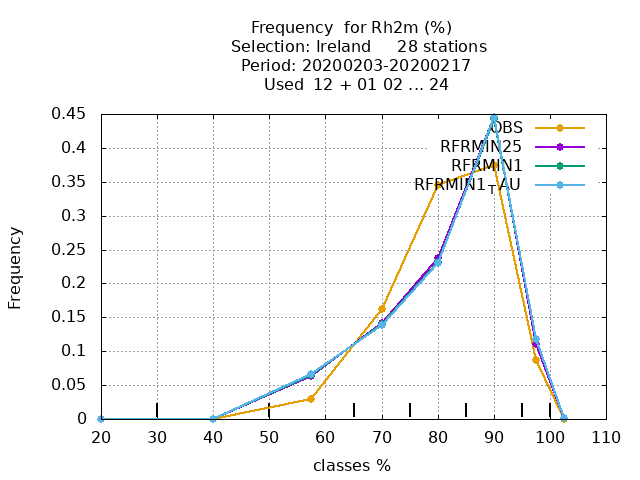 Frequency for Rh2m (%)
Selection: Ireland 28 stations
Period: 20200203-20200217
Used 12 + 01 02 ... 24
0.45
0.4
0.35
0.3
0.25
0.2
0.15
0.1
0.05
0
Frequency
OBS
RFRMIN25
RFRMIN1
RFRMIN1TAU
20 30 40 50 60 70 80 90 100 110
classes %